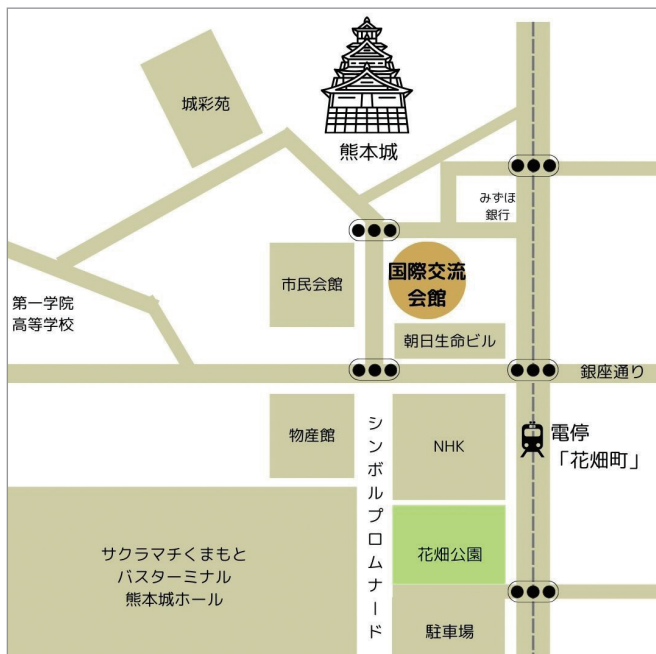 城彩苑
熊本城
みずほ
銀行
市民会館
国際交流
会館
第一学院
高等学校
朝日生命ビル
銀座通り
物産館
シンボルプロムナード
NHK
電停
「花畑町」
サクラマチくまもと
バスターミナル
熊本城ホール
花畑公園
駐車場